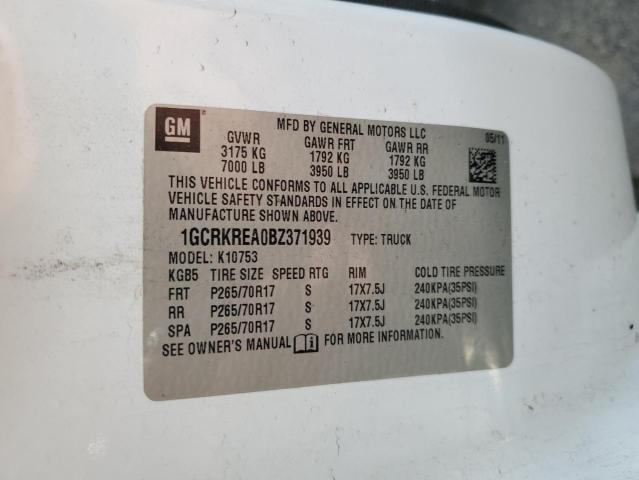 GM
MFD BY GENERAL MOTORS LLC 05/11
GVWR GAWR FRT GAWR RR
3175 KG 1792 KG 1792 KG
7000 LB 3950 LB 3950 LB
THIS VEHICLE CONFORMS TO ALL APPLICABLE U.S. FEDERAL MOTOR
VEHICLE SAFETY STANDARDS IN EFFECT ON THE DATE OF
MANUFACTURE SHOWN ABOVE.
1GCRKREA0BZ371939 TYPE: TRUCK
MODEL: K10753
KGB5 TIRE SIZE SPEED RTG RIM COLD TIRE PRESSURE
FRT P265/70R17 S 17X7.5J 240KPA(35PSI)
RR P265/70R17 S 17X7.5J 240KPA(35PSI)
SPA P265/70R17 S 17X7.5J 240KPA(35PSI)
SEE OWNER'S MANUAL i FOR MORE INFORMATION.